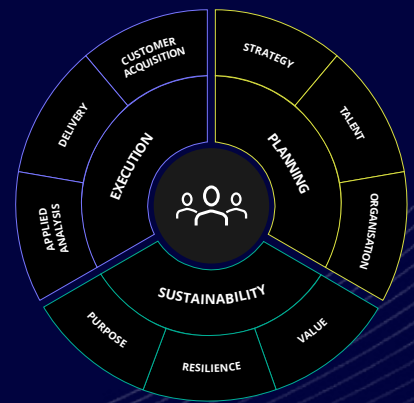 EXECUTION
CUSTOMER
ACQUISITION
DELIVERY
APPLIED
ANALYSIS
PLANNING
STRATEGY
TALENT
ORGANISATION
SUSTAINABILITY
PURPOSE
RESILIENCE
VALUE